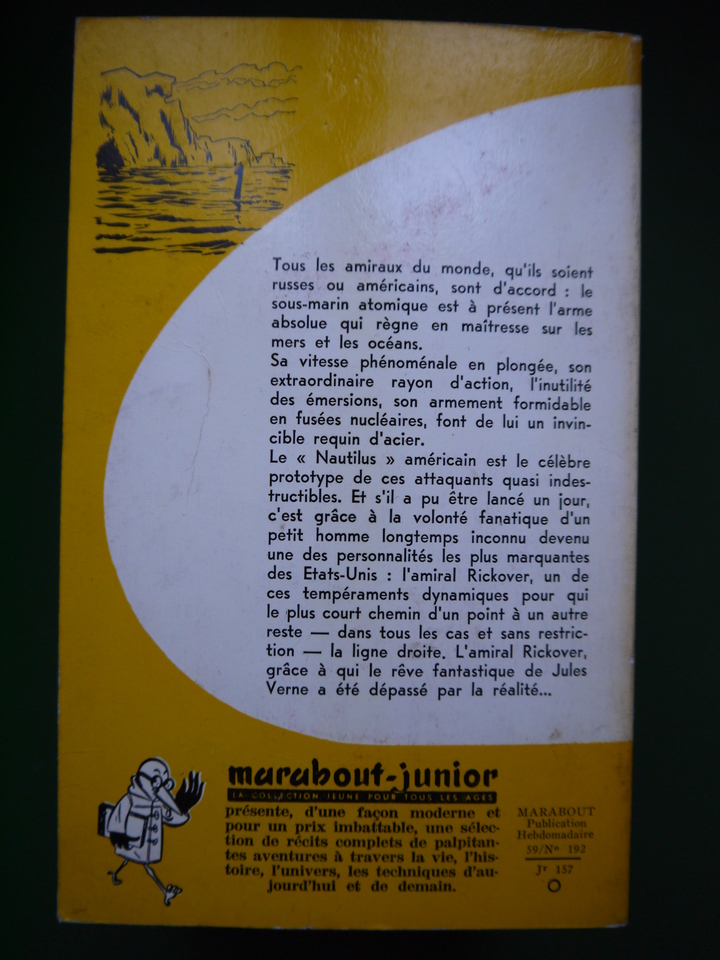 Tous les amiraux du monde, qu'ils soient
russes ou américains, sont d'accord : le
sous-marin atomique est à présent l'arme
absolue qui règne en maîtresse sur les
mers et les océans.
Sa vitesse phénoménale en plongée, son
extraordinaire rayon d'action, l'inutilité
des émersions, son armement formidable
en fusées nucléaires, font de lui un invin-
cible requin d'acier.
Le « Nautilus » américain est le célèbre
prototype de ces attaquants quasi indes-
tructibles. Et s'il a pu être lancé un jour,
c'est grâce à la volonté fanatique d'un
petit homme longtemps inconnu devenu
une des personnalités les plus marquantes
des Etats-Unis : l'amiral Rickover, un de
ces tempéraments dynamiques pour qui
le plus court chemin d'un point à un autre
reste — dans tous les cas et sans restric-
tion — la ligne droite. L'amiral Rickover,
grâce à qui le rêve fantastique de Jules
Verne a été dépassé par la réalité...
marabout-junior
LA COLLECTION JEUNE POUR TOUS LES AGES
présente, d'une façon moderne et
pour un prix imbattable, une sélec-
tion de récits complets de palpitan-
tes aventures à travers la vie, l'his-
toire, l'univers, les techniques d'au-
jourd'hui et de demain.
MARABOUT
Publication
Hebdomadaire
59/Nº 192
Jr 157